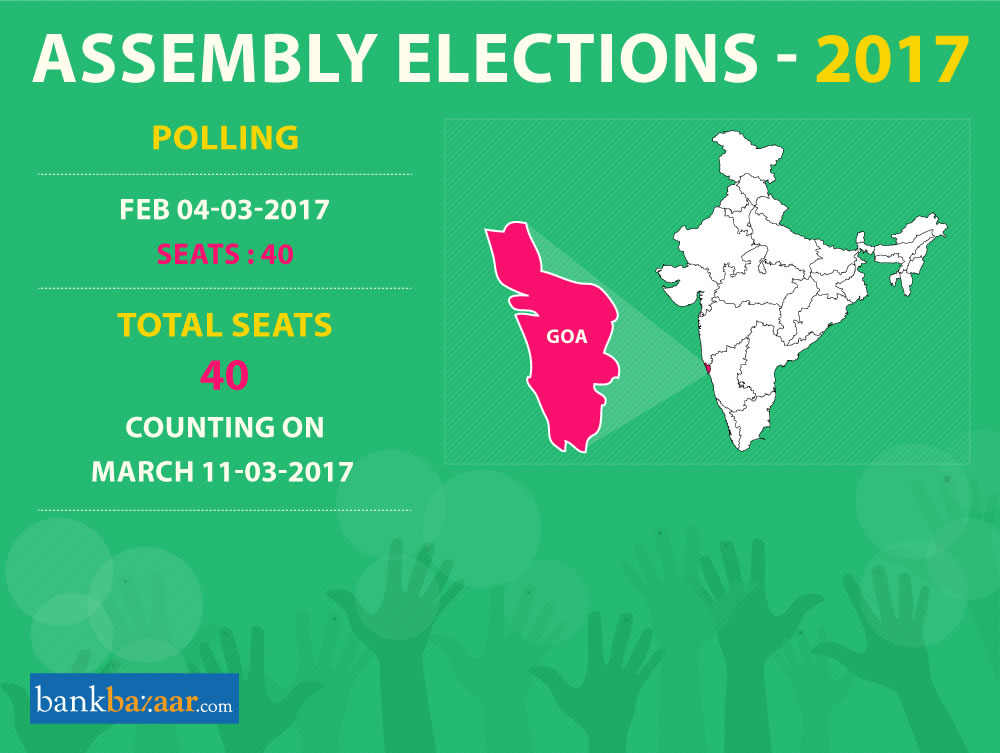 ASSEMBLY ELECTIONS - 2017
POLLING
FEB 04-03-2017
SEATS : 40
TOTAL SEATS
40
COUNTING ON
MARCH 11-03-2017
GOA
bankbazaar.com